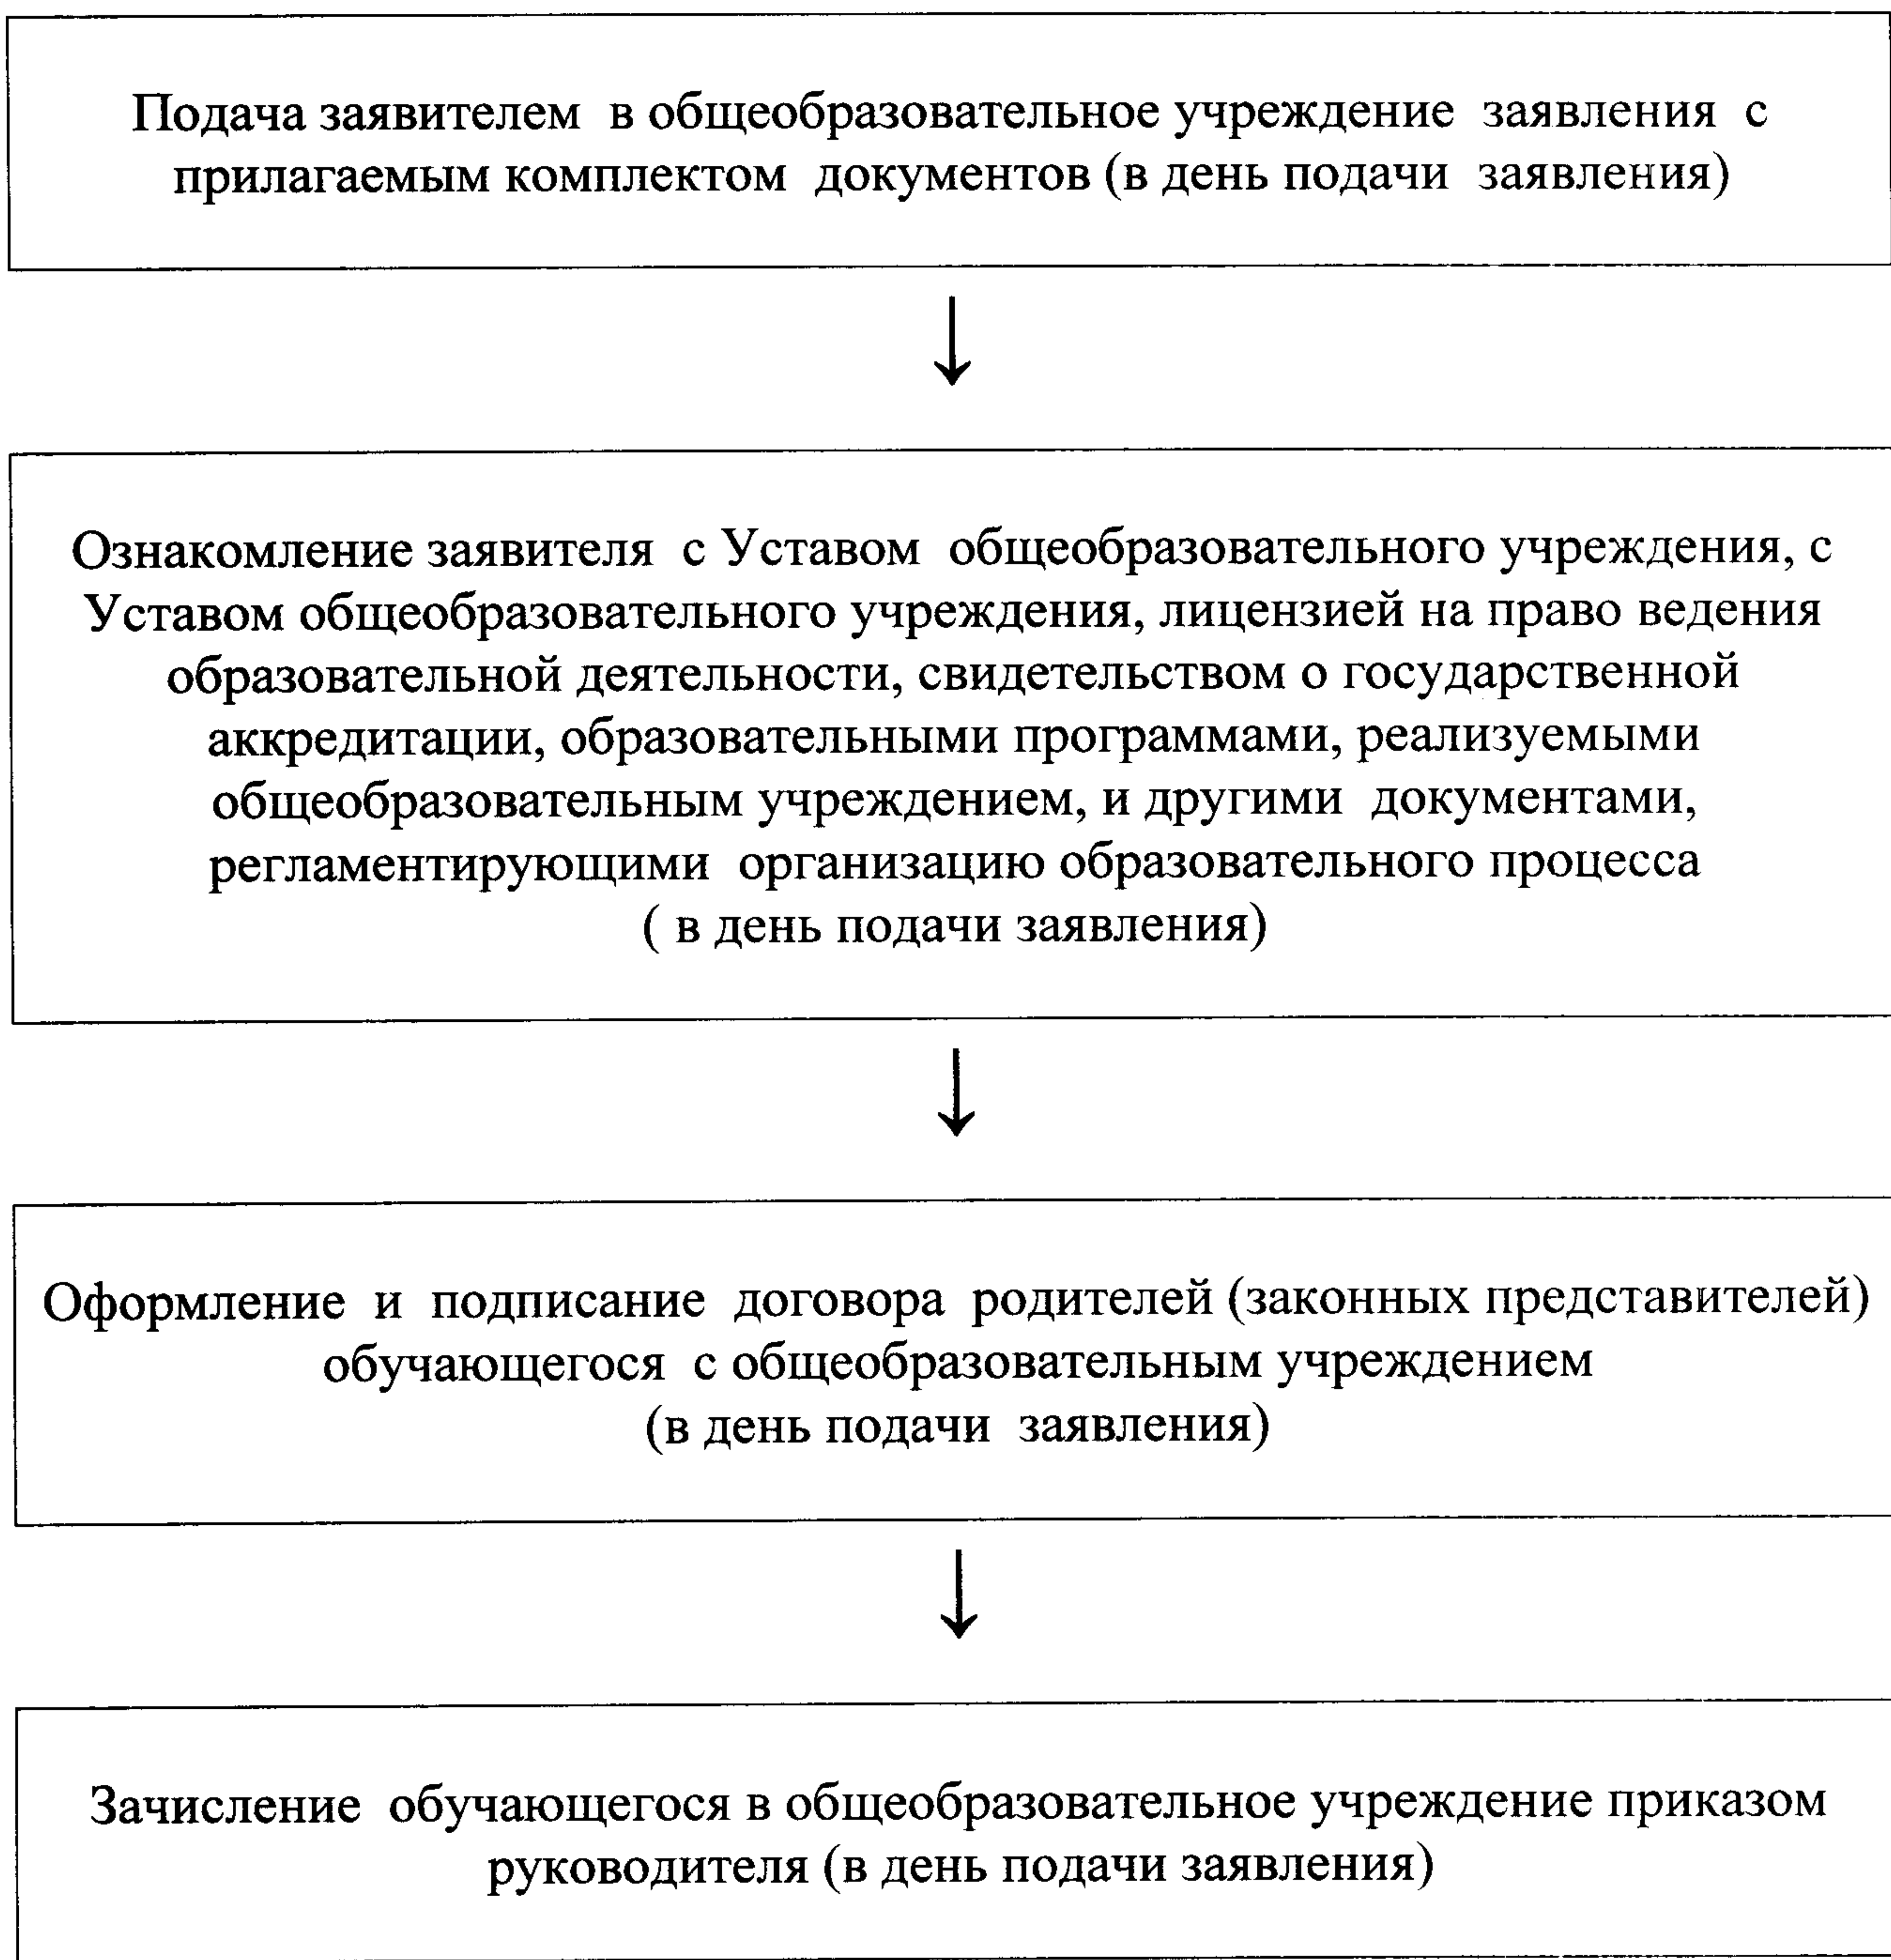 Подача заявителем в общеобразовательное учреждение заявления с
прилагаемым комплектом документов (в день подачи заявления)
Ознакомление заявителя с Уставом общеобразовательного учреждения, с
Уставом общеобразовательного учреждения, лицензией на право ведения
образовательной деятельности, свидетельством о государственной
аккредитации, образовательными программами, реализуемыми
общеобразовательным учреждением, и другими документами,
регламентирующими организацию образовательного процесса
( в день подачи заявления)
Оформление и подписание договора родителей (законных представителей)
обучающегося с общеобразовательным учреждением
(в день подачи заявления)
Зачисление обучающегося в общеобразовательное учреждение приказом
руководителя (в день подачи заявления)